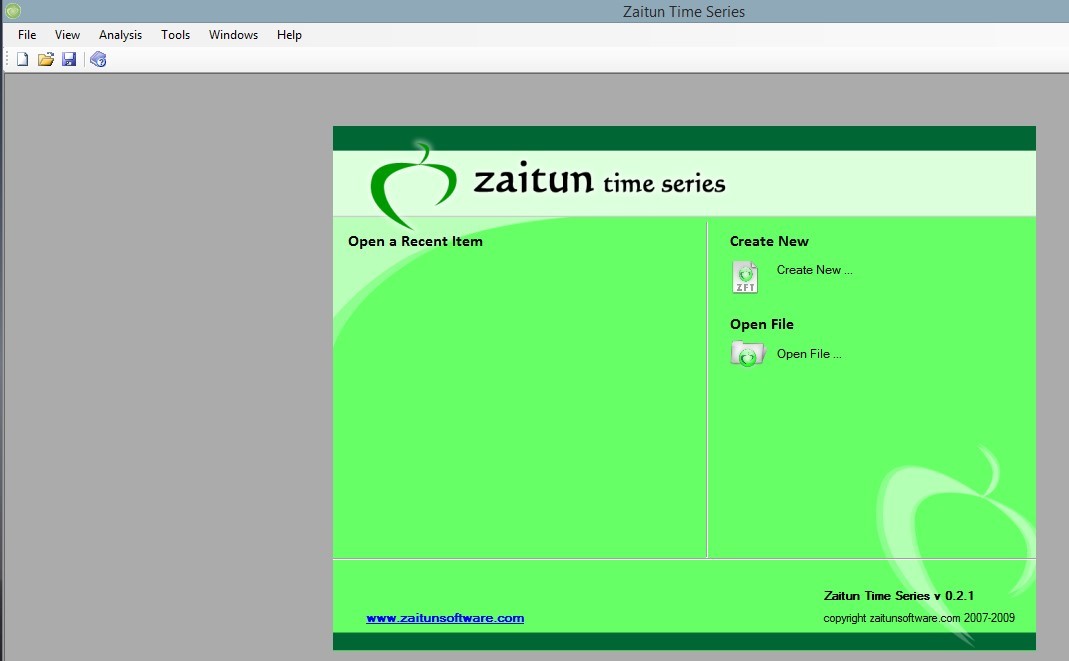 Zaitun Time Series
File View Analysis Tools Windows Help
zaitun time series
Open a Recent Item
Create New
Create New ...
ZFT
Open File
Open File ...
Zaitun Time Series v 0.2.1
www.zaitunsoftware.com
copyright zaitunsoftware.com 2007-2009